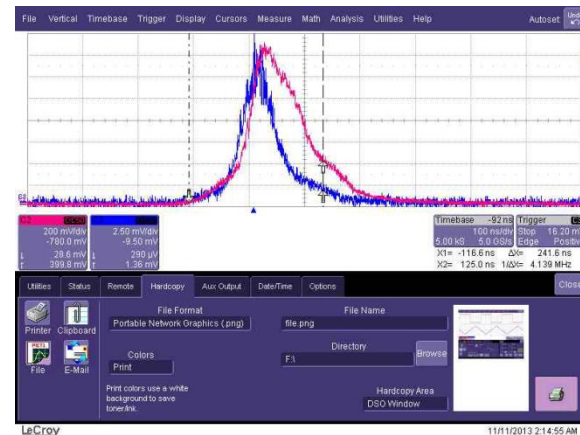 File Vertical Timebase Trigger Display Cursors Measure Math Analysis Utilities Help Autoset Undo
C2
200 mV/div 2.50 mV/div
-780.0 mV -9.50 mV
28.6 mV 290 µV
399.8 mV 1.36 mV
Timebase -92 ns Trigger
100 ns/div Stop 16.20 m
5.00 kS 5.0 GS/s Edge Positi
X1= -116.6 ns ΔX= 241.6 ns
X2= 125.0 ns 1/ΔX= 4.139 MHz
Utilities Status Remote Hardcopy Aux Output Date/Time Options Clos
Printer Clipboard
File E-Mail
File Format
Portable Network Graphics (.png)
Colors
Print
Print colors use a white
background to save
toner/ink.
File Name
file.png
Directory
F:\
Browse
Hardcopy Area
DSO Window
LeCroy 11/11/2013 2:14:55 AM